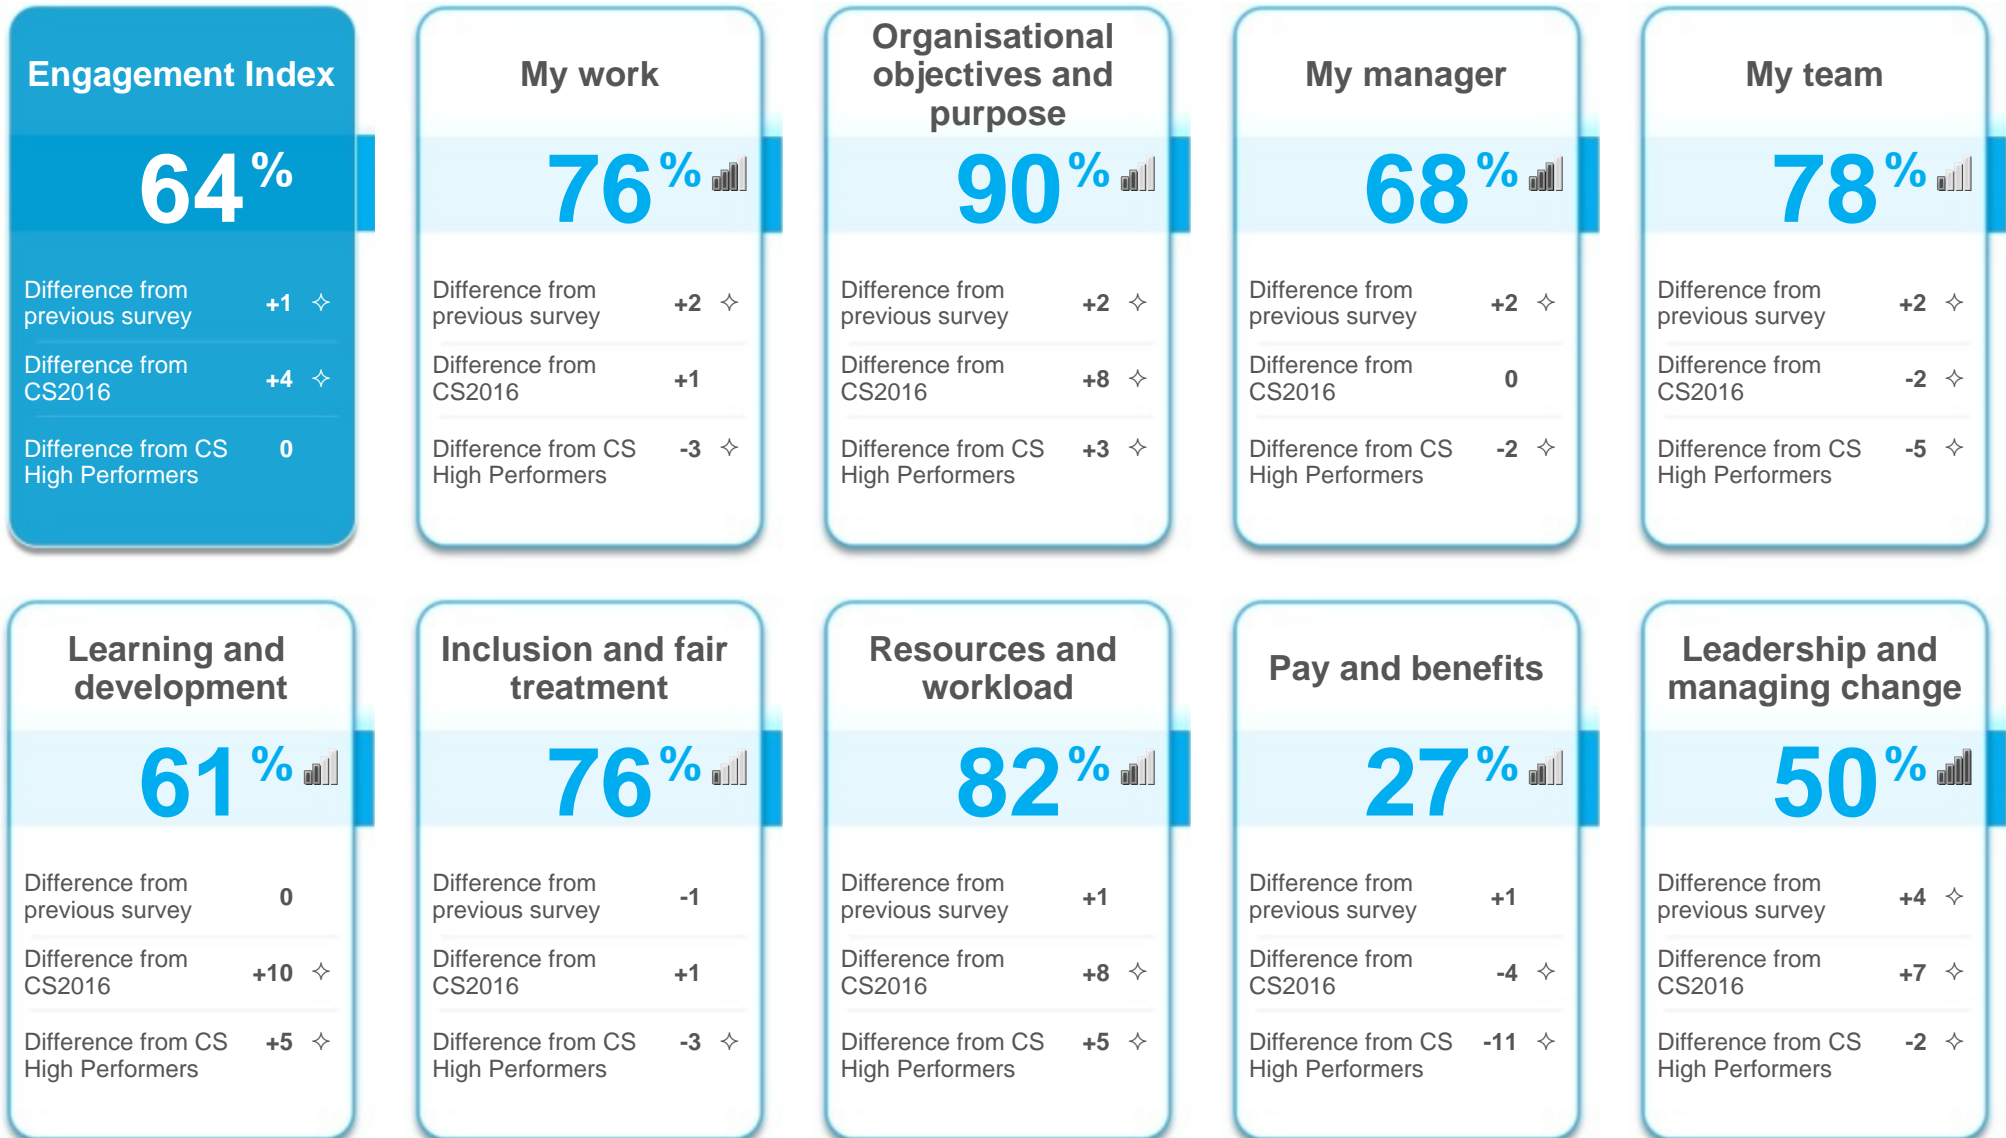 Engagement Index
64%
Difference from
previous survey +1 ✧
Difference from
CS2016 +4 ✧
Difference from CS
High Performers 0
My work
76%
Difference from
previous survey +2 ✧
Difference from
CS2016 +1
Difference from CS
High Performers -3 ✧
Organisational
objectives and
purpose
90%
Difference from
previous survey +2 ✧
Difference from
CS2016 +8 ✧
Difference from CS
High Performers +3 ✧
My manager
68%
Difference from
previous survey +2 ✧
Difference from
CS2016 0
Difference from CS
High Performers -2 ✧
My team
78%
Difference from
previous survey +2 ✧
Difference from
CS2016 -2 ✧
Difference from CS
High Performers -5 ✧
Learning and
development
61%
Difference from
previous survey 0
Difference from
CS2016 +10 ✧
Difference from CS
High Performers +5 ✧
Inclusion and fair
treatment
76%
Difference from
previous survey -1
Difference from
CS2016 +1
Difference from CS
High Performers -3 ✧
Resources and
workload
82%
Difference from
previous survey +1
Difference from
CS2016 +8 ✧
Difference from CS
High Performers +5 ✧
Pay and benefits
27%
Difference from
previous survey +1
Difference from
CS2016 -4 ✧
Difference from CS
High Performers -11 ✧
Leadership and
managing change
50%
Difference from
previous survey +4 ✧
Difference from
CS2016 +7 ✧
Difference from CS
High Performers -2 ✧